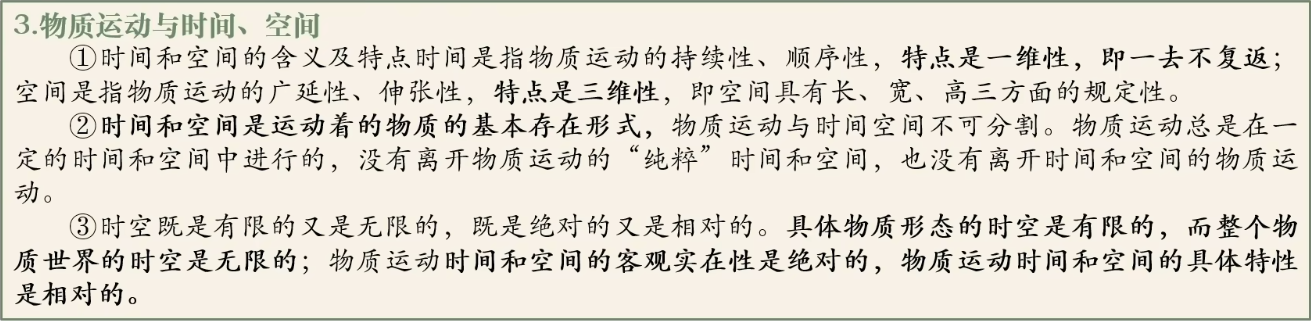 3.物质运动与时间、空间
①时间和空间的含义及特点时间是指物质运动的持续性、顺序性，特点是一维性，即一去不复返；
空间是指物质运动的广延性、伸张性，特点是三维性，即空间具有长、宽、高三方面的规定性。
②时间和空间是运动着的物质的基本存在形式，物质运动与时间空间不可分割。物质运动总是在一
定的时间和空间中进行的，没有离开物质运动的“纯粹”时间和空间，也没有离开时间和空间的物质运
动。
③时空既是有限的又是无限的，既是绝对的又是相对的。具体物质形态的时空是有限的，而整个物
质世界的时空是无限的；物质运动时间和空间的客观实在性是绝对的，物质运动时间和空间的具体特性
是相对的。